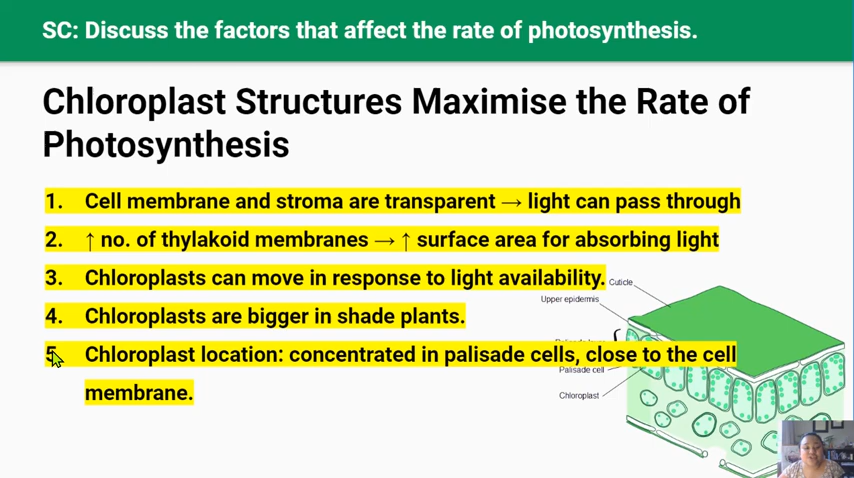 SC: Discuss the factors that affect the rate of photosynthesis.
Chloroplast Structures Maximise the Rate of
Photosynthesis
1. Cell membrane and stroma are transparent → light can pass through
2. ↑ no. of thylakoid membranes → ↑ surface area for absorbing light
3. Chloroplasts can move in response to light availability.
4. Chloroplasts are bigger in shade plants.
5 Chloroplast location: concentrated in palisade cells, close to the cell
membrane.
Cuticle
Upper epidermis
Palisade cell
Chloroplast